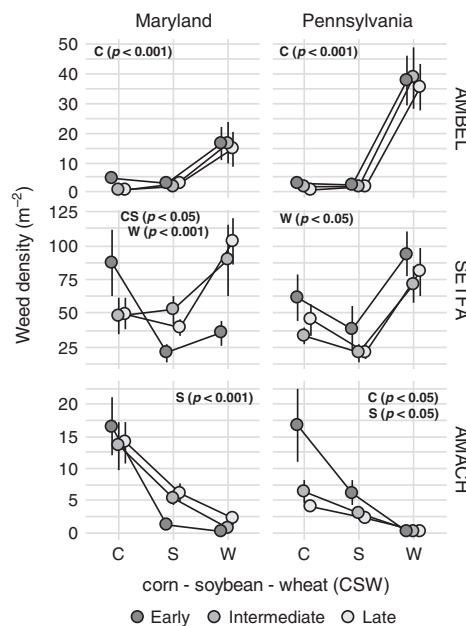 Maryland Pennsylvania
C (p < 0.001) C (p < 0.001)
50
40
30
20
10
0
AMBEL
CS (p < 0.05) W (p < 0.05)
W (p < 0.001)
125
100
75
50
25
SETFA
S (p < 0.001) C (p < 0.05)
S (p < 0.05)
20
15
10
5
0
AMACH
Weed density (m⁻²)
C S W C S W
corn - soybean - wheat (CSW)
Early Intermediate Late